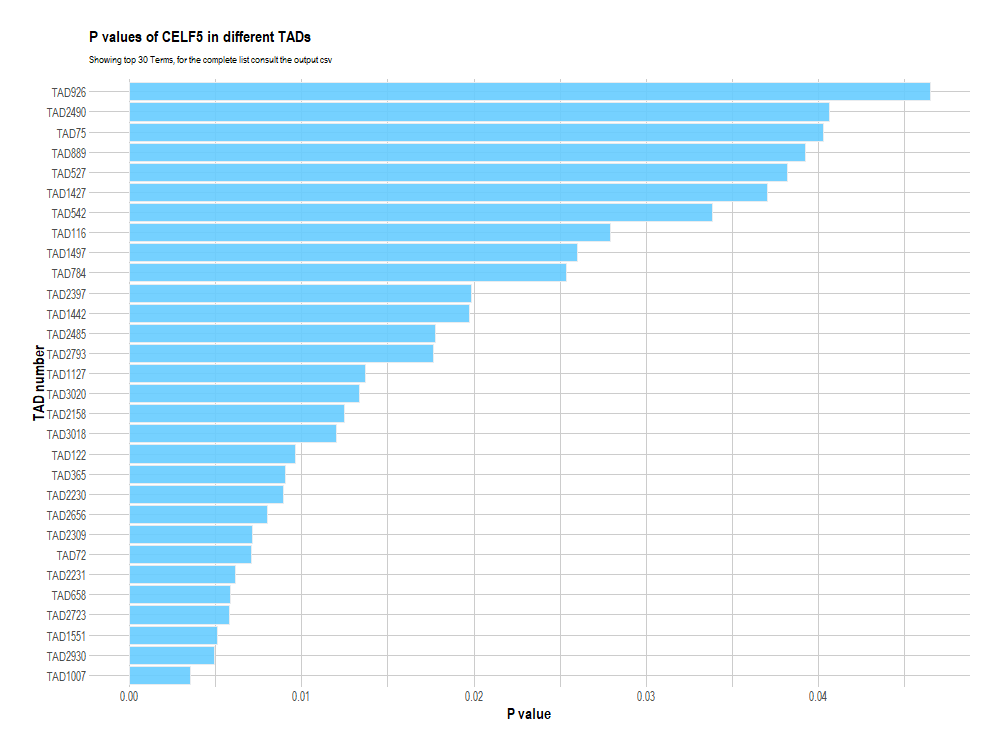 P values of CELF5 in different TADs
Showing top 30 Terms, for the complete list consult the output csv
TAD926
TAD2490
TAD75
TAD889
TAD527
TAD1427
TAD542
TAD116
TAD1497
TAD784
TAD2397
TAD1442
TAD2485
TAD2793
TAD1127
TAD3020
TAD2158
TAD3018
TAD122
TAD365
TAD2230
TAD2656
TAD2309
TAD72
TAD2231
TAD658
TAD2723
TAD1551
TAD2930
TAD1007
TAD number
0.00 0.01 0.02 0.03 0.04
P value